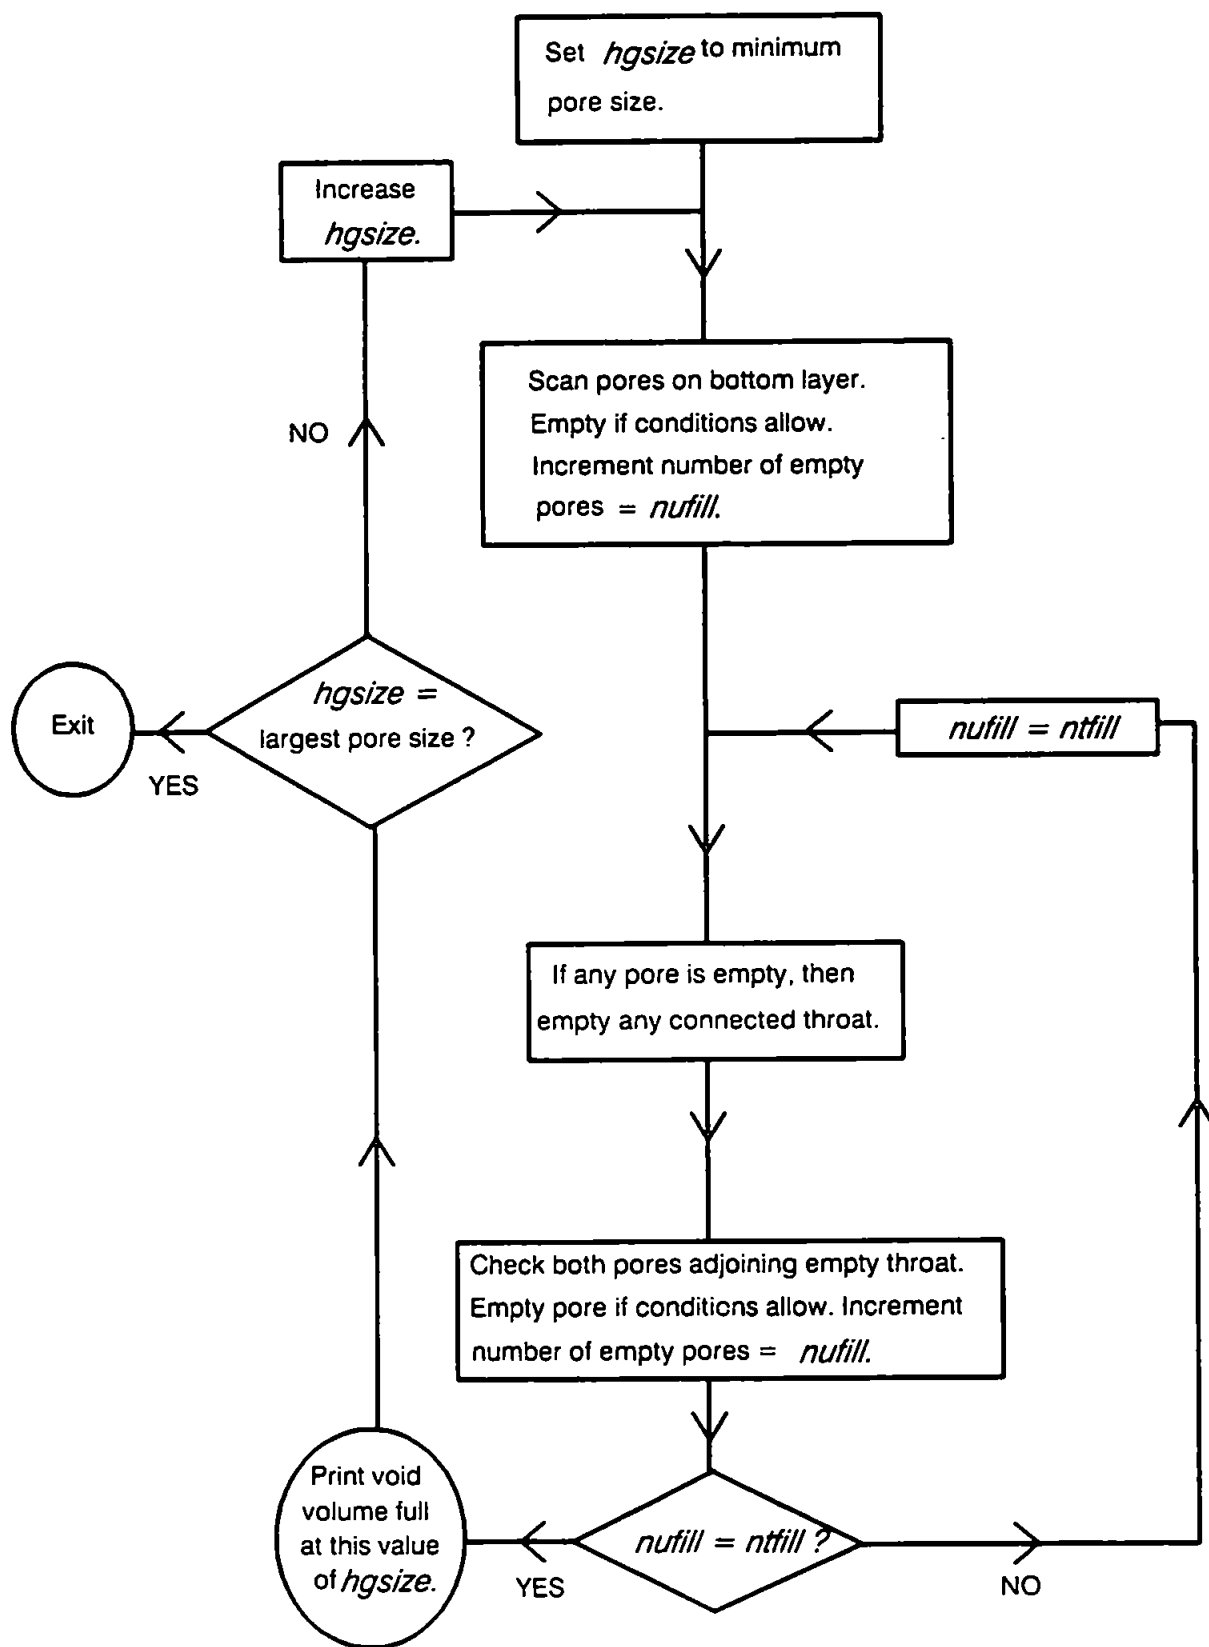 Set hgsize to minimum
pore size.
Increase
hgsize.
Scan pores on bottom layer.
Empty if conditions allow.
Increment number of empty
pores = nufill.
NO
hgsize =
largest pore size ?
Exit
YES
nufill = ntfill
If any pore is empty, then
empty any connected throat.
Check both pores adjoining empty throat.
Empty pore if conditions allow. Increment
number of empty pores = nufill.
Print void
volume full
at this value
of hgsize.
nufill = ntfill ?
YES
NO